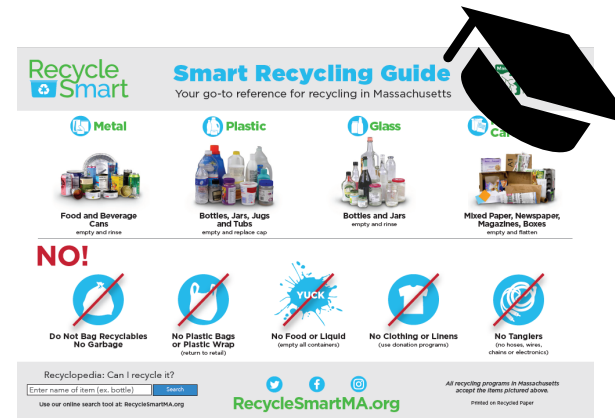 Recycle
Smart
Smart Recycling Guide
Your go-to reference for recycling in Massachusetts
Metal
Plastic
Glass
Food and Beverage
Cans
empty and rinse
Bottles, Jars, Jugs
and Tubs
empty and replace cap
Bottles and Jars
empty and rinse
Mixed Paper, Newspaper,
Magazines, Boxes
empty and flatten
NO!
YUCK
Do Not Bag Recyclables
No Garbage
No Plastic Bags
or Plastic Wrap
(return to retail)
No Food or Liquid
(empty all containers)
No Clothing or Linens
(use donation programs)
No Tanglers
(no hoses, wires,
chains or electronics)
Recyclopedia: Can I recycle it?
Enter name of item (ex. bottle)
Search
Use our online search tool at: RecycleSmartMA.org
RecycleSmartMA.org
All recycling programs in Massachusetts
accept the items pictured above.
Printed on Recycled Paper